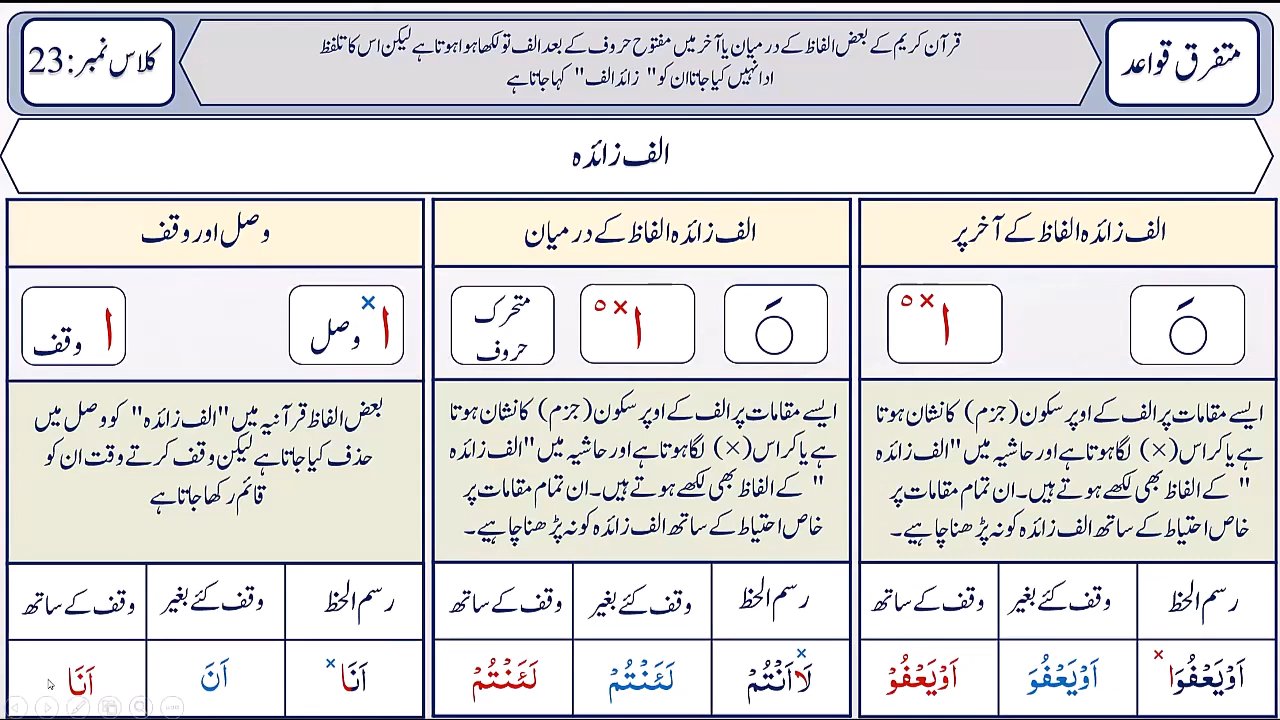 متفرق قواعد
قرآن کریم کے بعض الفاظ کے درمیان یا آخر میں مفتوح حروف کے بعد الف تو لکھا ہوا ہوتا ہے لیکن اس کا تلفظ
ادا نہیں کیا جاتا ان کو" زائد الف" کہا جاتا ہے
کلاس نمبر: 23
الف زائدہ
الف زائدہ الفاظ کے آخر پر
ا
ایسے مقامات پر الف کے اوپر سکون (جزم) کا نشان ہوتا
ہے یا کراس (×) لگا ہوتا ہے اور حاشیہ میں "الف زائدہ
" کے الفاظ بھی لکھے ہوتے ہیں۔ ان تمام مقامات پر
خاص احتیاط کے ساتھ الف زائدہ کو نہ پڑھنا چاہیے۔
رسم الخط وقف کئے بغیر وقف کے ساتھ
اَوْيَعْفُوَا اَوْيَعْفُوَ اَوْيَعْفُوْ
الف زائدہ الفاظ کے درمیان
ا
متحرک
حروف
ایسے مقامات پر الف کے اوپر سکون (جزم) کا نشان ہوتا
ہے یا کراس (×) لگا ہوتا ہے اور حاشیہ میں "الف زائدہ
" کے الفاظ بھی لکھے ہوتے ہیں۔ ان تمام مقامات پر
خاص احتیاط کے ساتھ الف زائدہ کو نہ پڑھنا چاہیے۔
رسم الخط وقف کئے بغیر وقف کے ساتھ
لَااَنْتُمْ لَئَنْتُمْ لَئَنْتُمْ
وصل اور وقف
ا وصل
ا وقف
بعض الفاظ قرآنیہ میں "الف زائدہ" کو وصل میں
حذف کیا جاتا ہے لیکن وقف کرتے وقت ان کو
قائم رکھا جاتا ہے
رسم الخط وقف کئے بغیر وقف کے ساتھ
اَنَا اَنَ اَنَا